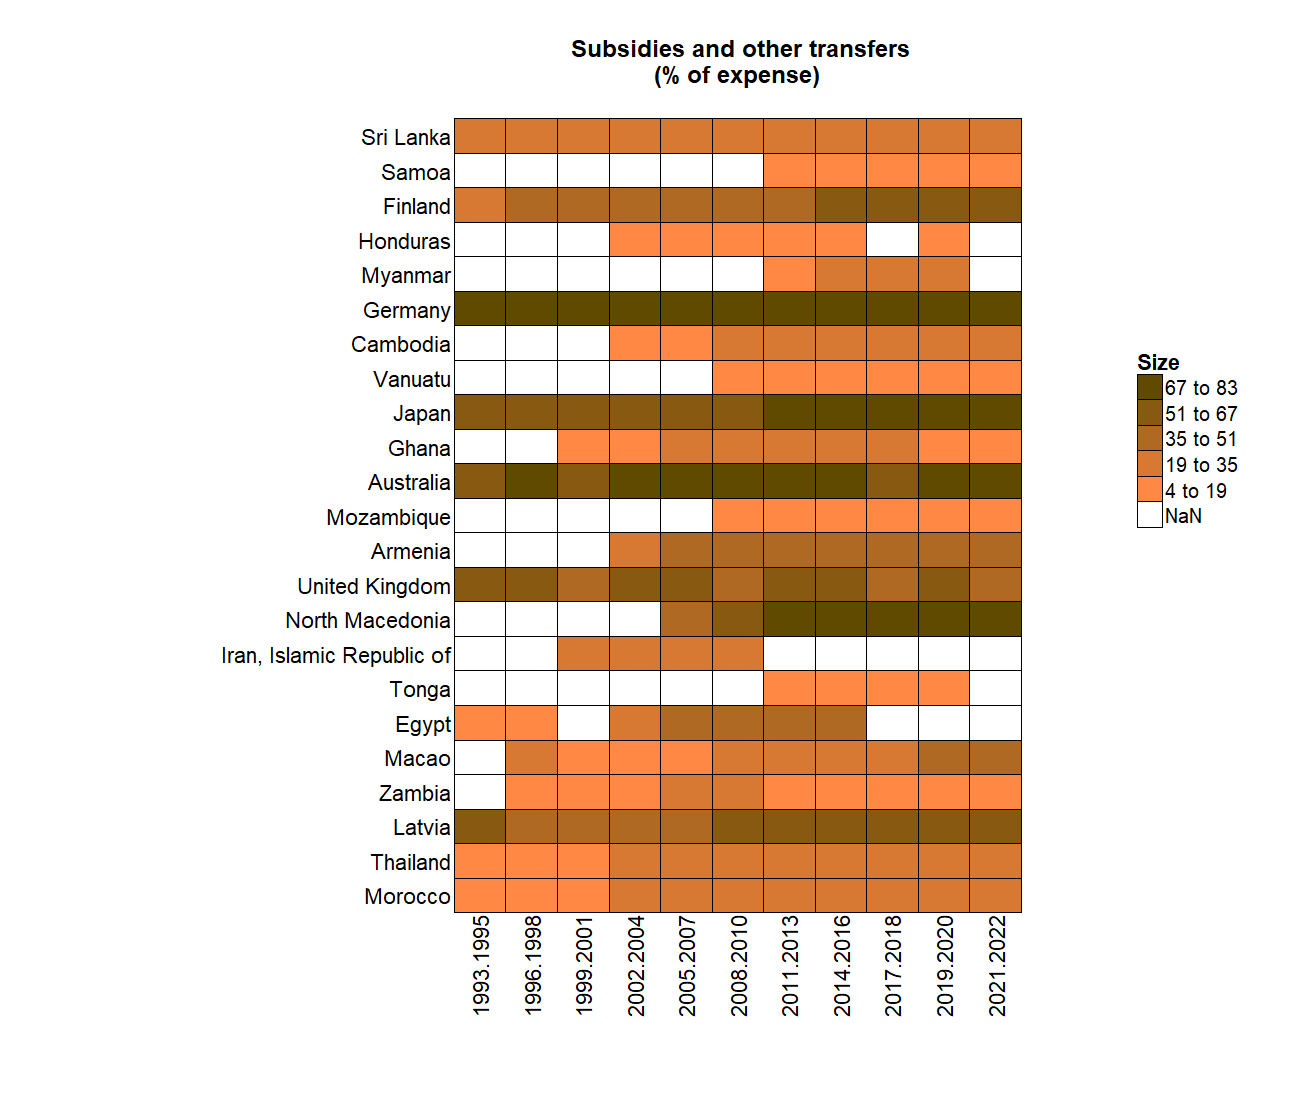 Subsidies and other transfers
(% of expense)
Sri Lanka
Samoa
Finland
Honduras
Myanmar
Germany
Cambodia
Vanuatu
Japan
Ghana
Australia
Mozambique
Armenia
United Kingdom
North Macedonia
Iran, Islamic Republic of
Tonga
Egypt
Macao
Zambia
Latvia
Thailand
Morocco
1993.1995
1996.1998
1999.2001
2002.2004
2005.2007
2008.2010
2011.2013
2014.2016
2017.2018
2019.2020
2021.2022
Size
67 to 83
51 to 67
35 to 51
19 to 35
4 to 19
NaN